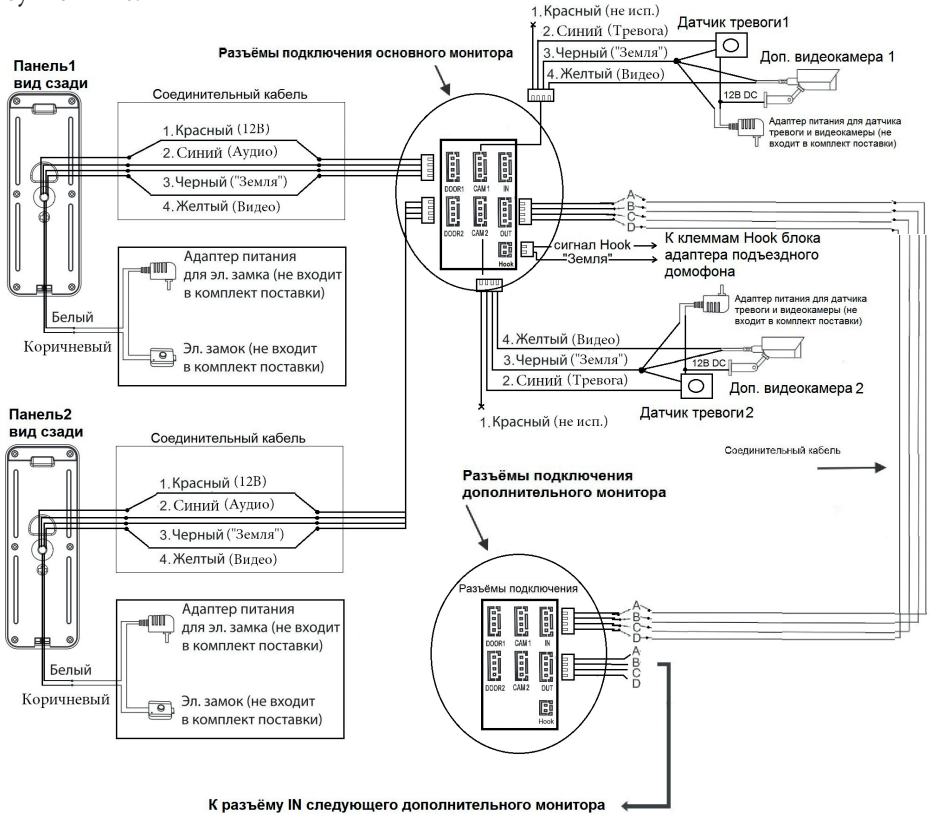 1. Красный (не исп.)
2. Синий (Тревога)
3. Черный ("Земля")
4. Желтый (Видео)
Датчик тревоги1
Доп. видеокамера 1
12В DC
Адаптер питания для датчика
тревоги и видеокамеры (не
входит в комплект поставки)
Разъёмы подключения основного монитора
Панель1
вид сзади
Соединительный кабель
1. Красный (12В)
2. Синий (Аудио)
3. Черный ("Земля")
4. Желтый (Видео)
DOOR1
CAM 1
IN
DOOR2
CAM 2
OUT
Hook
A
B
C
D
сигнал Hook
"Земля"
К клеммам Hook блока
адаптера подъездного
домофона
Адаптер питания
для эл. замка (не входит
в комплект поставки)
Белый
Коричневый
Эл. замок (не входит
в комплект поставки)
Адаптер питания для датчика
тревоги и видеокамеры (не
входит в комплект поставки)
4. Желтый (Видео)
3. Черный ("Земля")
2. Синий (Тревога)
1. Красный (не исп.)
12В DC
Доп. видеокамера 2
Датчик тревоги2
Панель2
вид сзади
Соединительный кабель
1. Красный (12В)
2. Синий (Аудио)
3. Черный ("Земля")
4. Желтый (Видео)
Соединительный кабель
Разъёмы подключения
дополнительного монитора
Разъёмы подключения
DOOR1
CAM 1
IN
DOOR2
CAM 2
OUT
Hook
A
B
C
D
A
B
C
D
Адаптер питания
для эл. замка (не входит
в комплект поставки)
Белый
Коричневый
Эл. замок (не входит
в комплект поставки)
К разъёму IN следующего дополнительного монитора